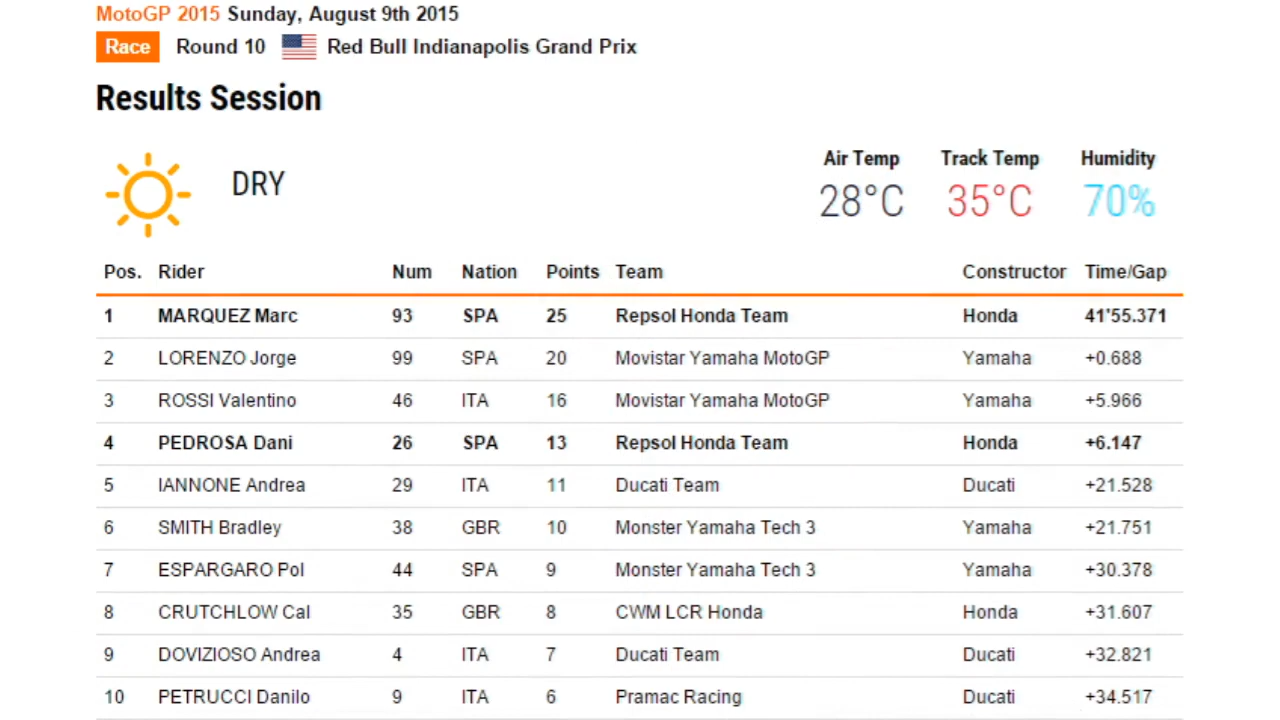 MotoGP 2015 Sunday, August 9th 2015
Race Round 10 Red Bull Indianapolis Grand Prix
Results Session
DRY
Air Temp Track Temp Humidity
28°C 35°C 70%
Pos. Rider Num Nation Points Team Constructor Time/Gap
1 MARQUEZ Marc 93 SPA 25 Repsol Honda Team Honda 41'55.371
2 LORENZO Jorge 99 SPA 20 Movistar Yamaha MotoGP Yamaha +0.688
3 ROSSI Valentino 46 ITA 16 Movistar Yamaha MotoGP Yamaha +5.966
4 PEDROSA Dani 26 SPA 13 Repsol Honda Team Honda +6.147
5 IANNONE Andrea 29 ITA 11 Ducati Team Ducati +21.528
6 SMITH Bradley 38 GBR 10 Monster Yamaha Tech 3 Yamaha +21.751
7 ESPARGARO Pol 44 SPA 9 Monster Yamaha Tech 3 Yamaha +30.378
8 CRUTCHLOW Cal 35 GBR 8 CWM LCR Honda Honda +31.607
9 DOVIZIOSO Andrea 4 ITA 7 Ducati Team Ducati +32.821
10 PETRUCCI Danilo 9 ITA 6 Pramac Racing Ducati +34.517